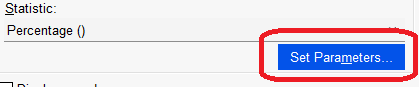 Statistic:
Percentage ()
Set Parameters...